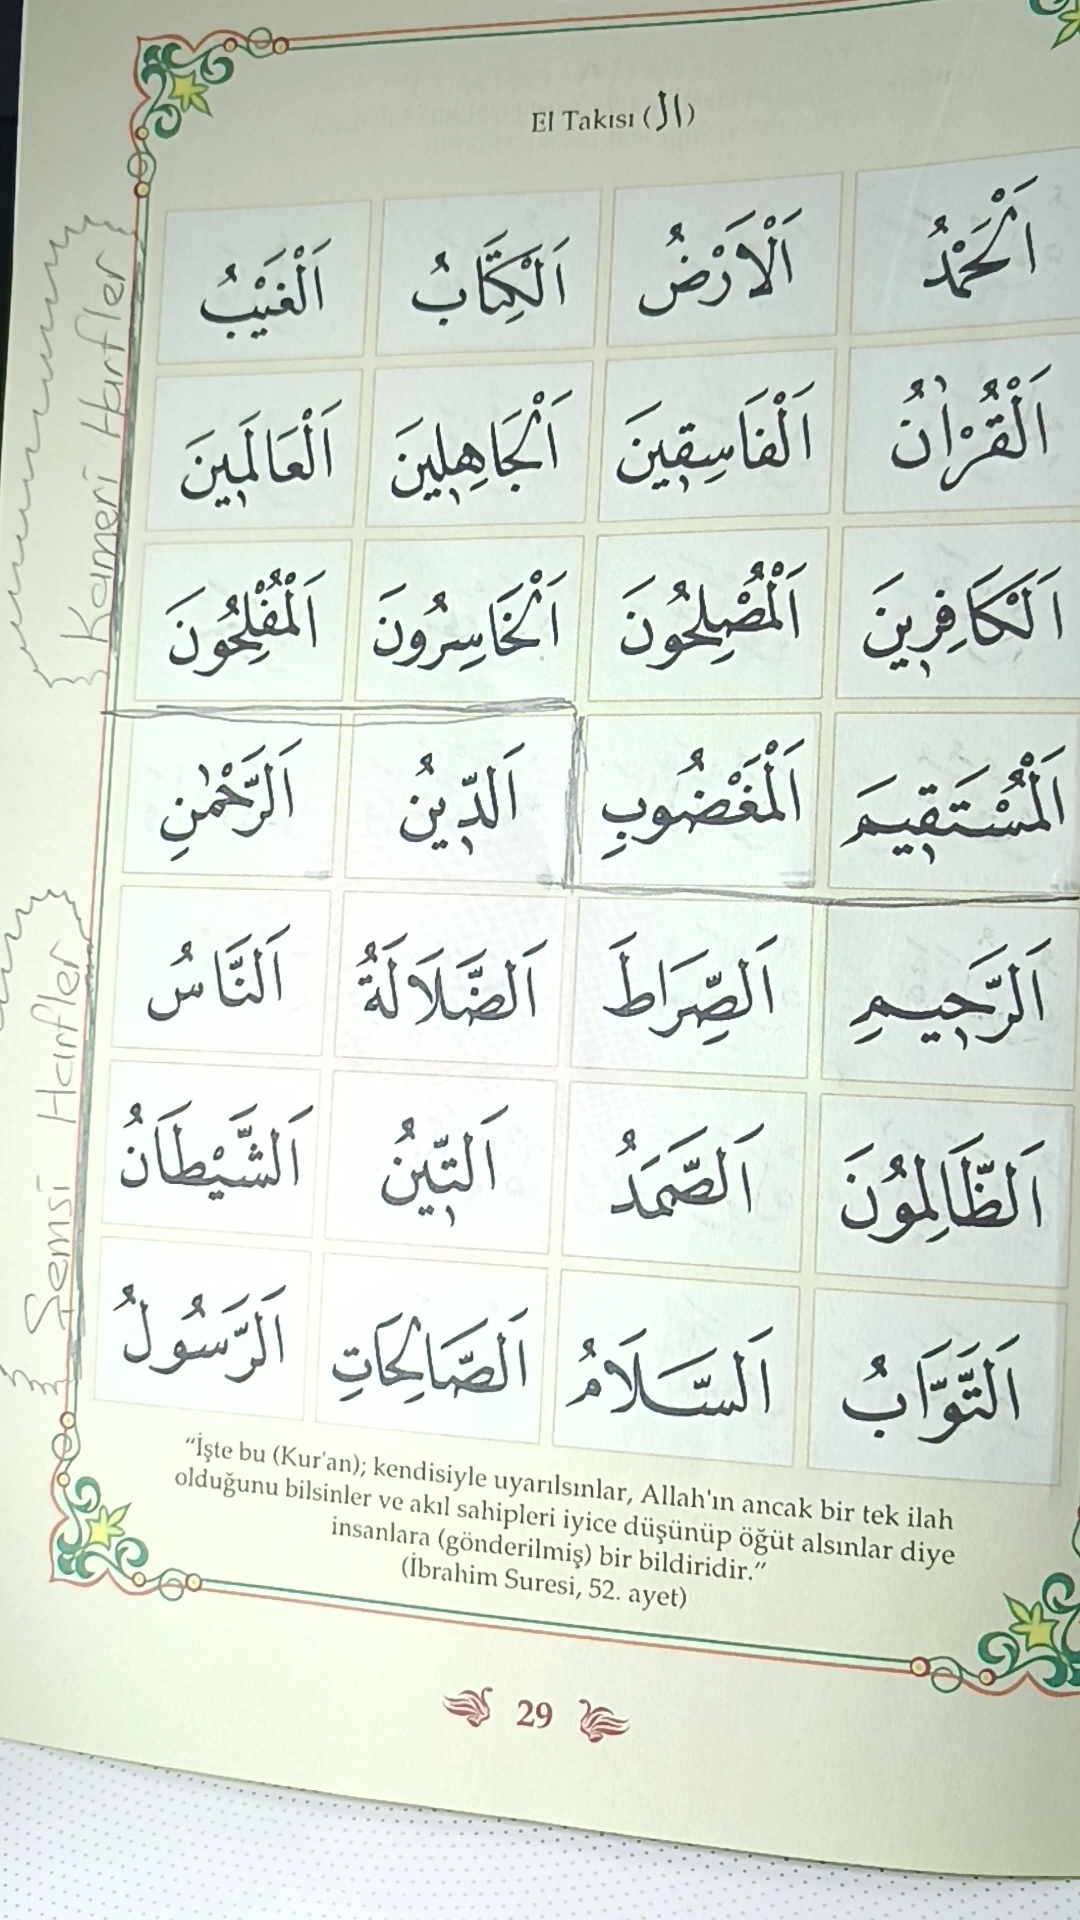 El Takısı (ال)
اَلْحَمْدُ اَلْاَرْضُ اَلْكِتَابُ اَلْغَيْبُ
اَلْقُرْاٰنُ اَلْفَاسِقِينَ اَلْجَاهِلِينَ اَلْعَالَمِينَ
اَلْكَافِرِينَ اَلْمُصْلِحُونَ اَلْخَاسِرُونَ اَلْمُفْلِحُونَ
اَلْمُسْتَقِيمَ اَلْمَغْضُوبِ اَلدِّينُ اَلرَّحْمٰنِ
اَلرَّحِيمِ اَلصِّرَاطَ اَلضَّلَالَةُ اَلنَّاسُ
اَلظَّالِمُونَ اَلصَّمَدُ اَلتِّينُ اَلشَّيْطَانُ
اَلتَّوَّابُ اَلسَّلَامُ اَلصَّالِحَاتِ اَلرَّسُولُ
Kameri Harfler
Şemsi Harfler
“İşte bu (Kur'an); kendisiyle uyarılsınlar, Allah'ın ancak bir tek ilah
olduğunu bilsinler ve akıl sahipleri iyice düşünüp öğüt alsınlar diye
insanlara (gönderilmiş) bir bildiridir.”
(İbrahim Suresi, 52. ayet)
29